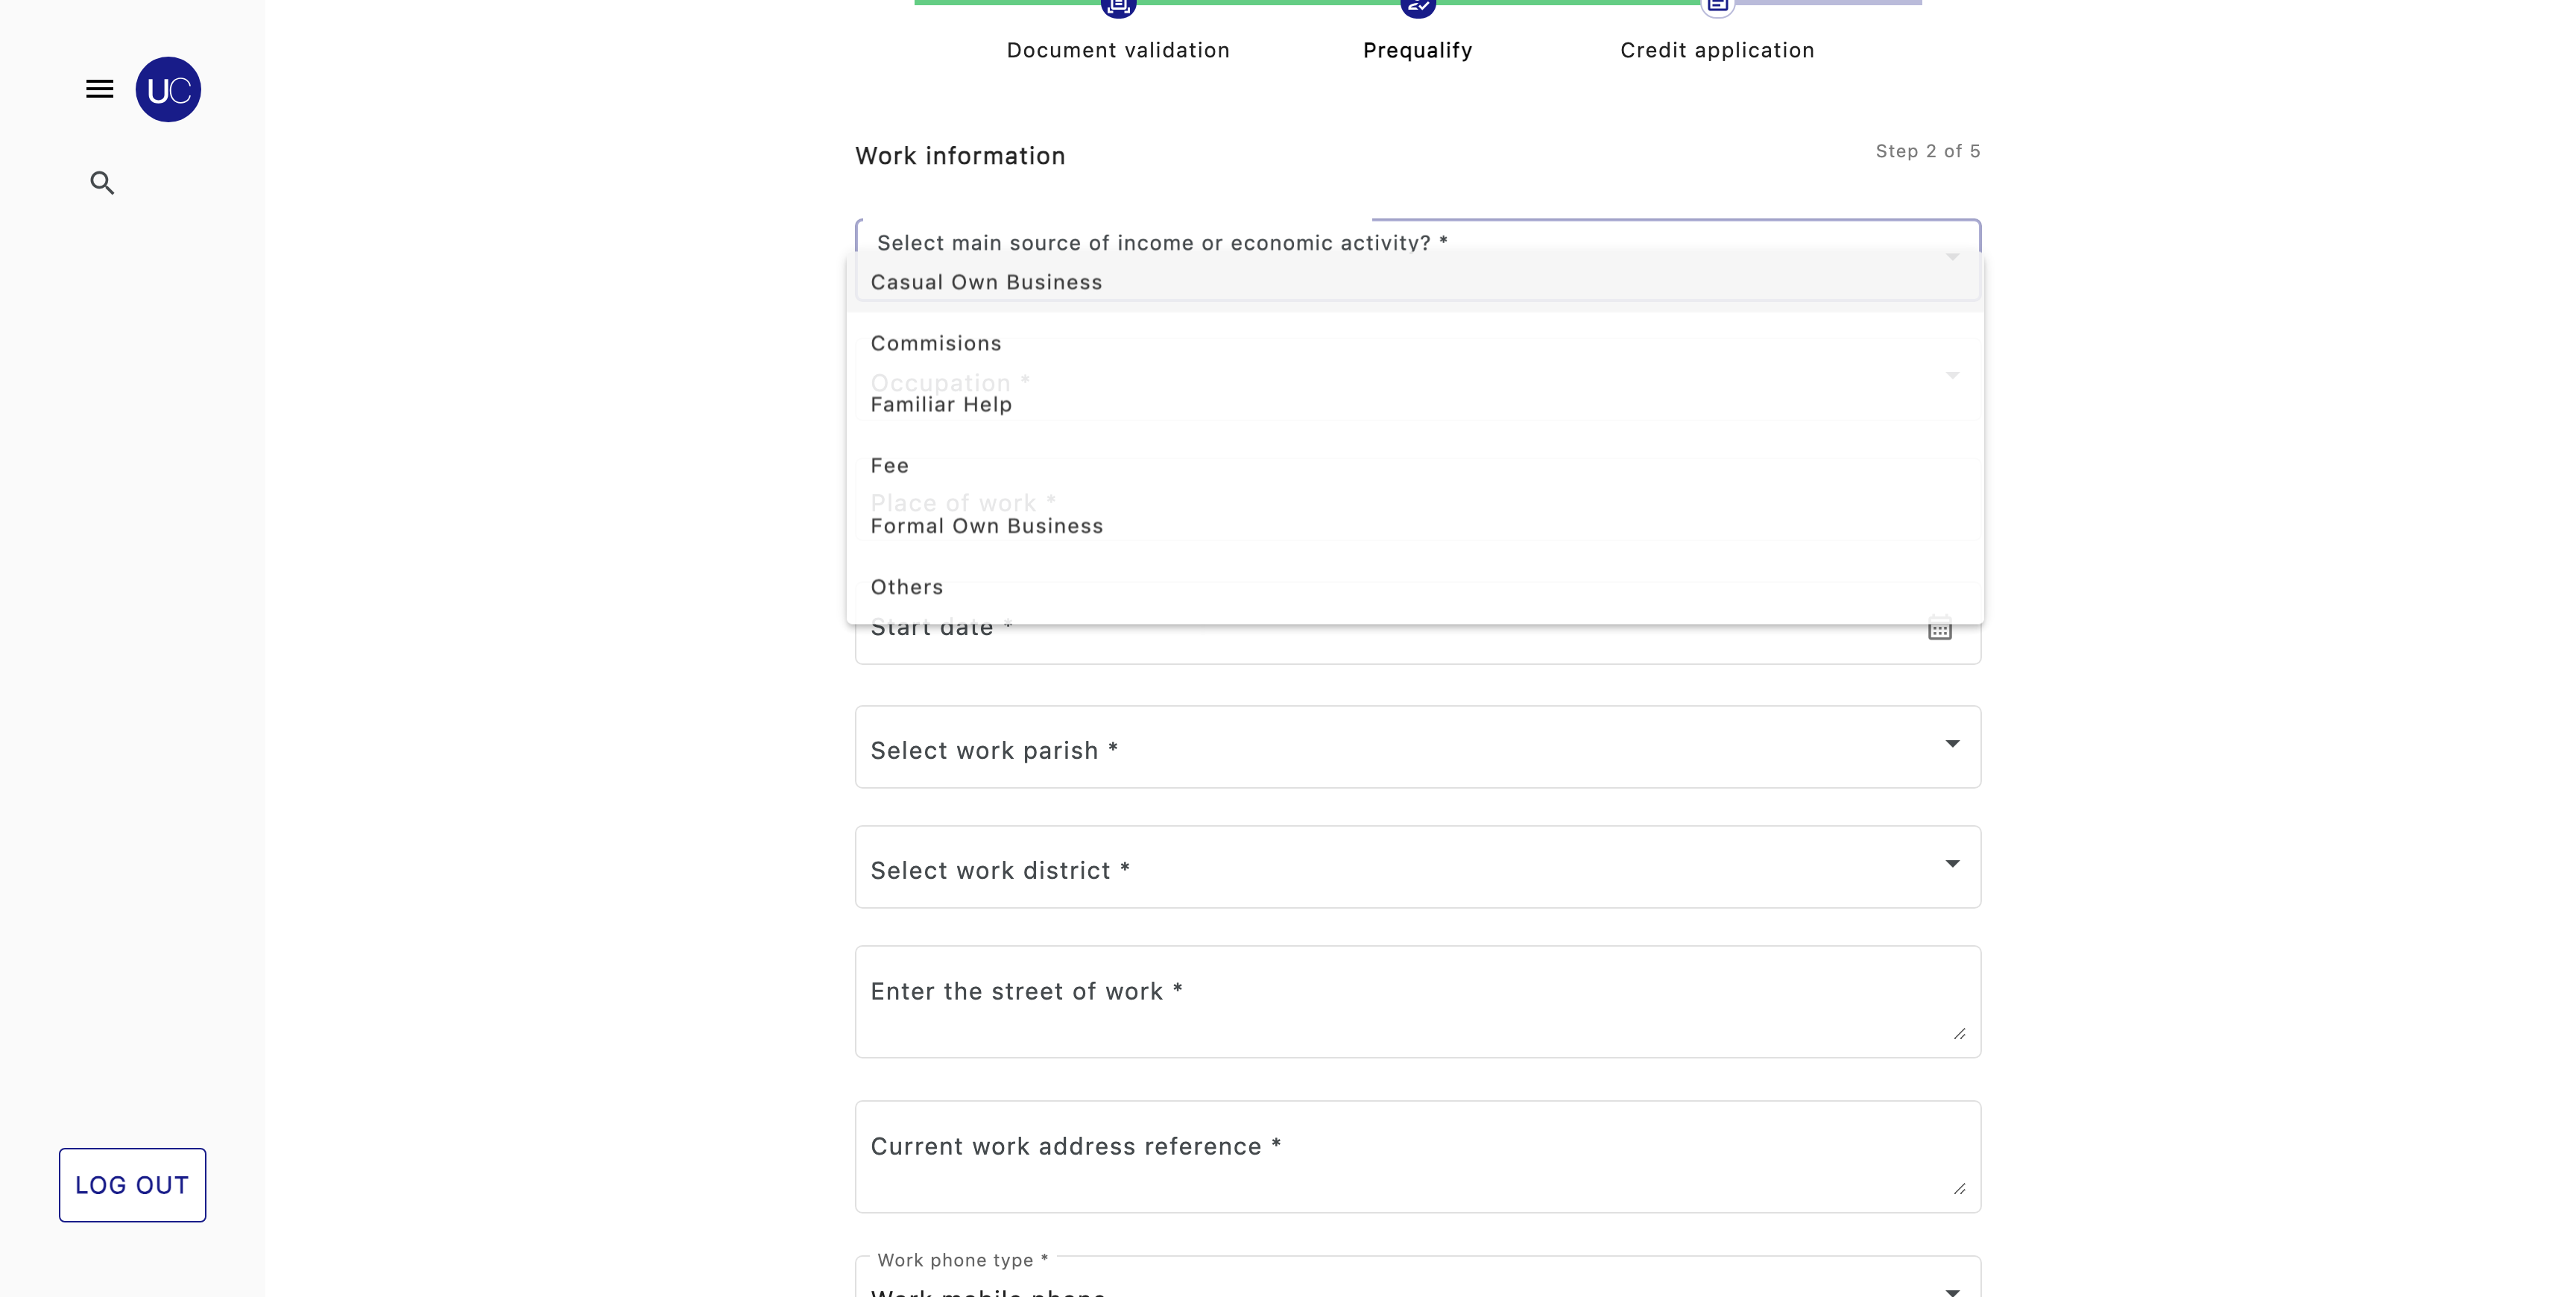 Document validation
Prequalify
Credit application
UC
Work information
Step 2 of 5
Select main source of income or economic activity? *
Casual Own Business
Commisions
Occupation *
Familiar Help
Fee
Place of work *
Formal Own Business
Others
Start date *
Select work parish *
Select work district *
Enter the street of work *
Current work address reference *
LOG OUT
Work phone type *
Work mobile phone